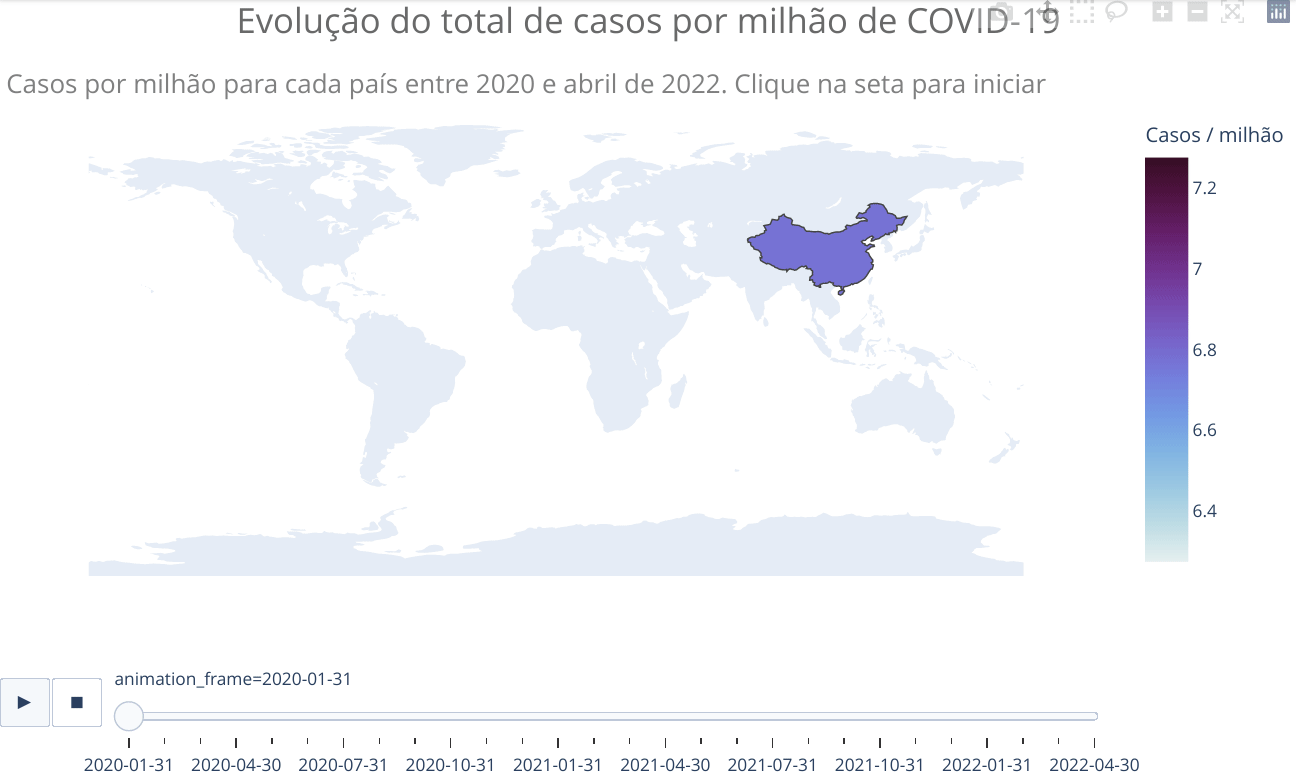 Evolução do total de casos por milhão de COVID-19
Casos por milhão para cada país entre 2020 e abril de 2022. Clique na seta para iniciar
Casos / milhão
7.2
7
6.8
6.6
6.4
animation_frame=2020-01-31
2020-01-31 2020-04-30 2020-07-31 2020-10-31 2021-01-31 2021-04-30 2021-07-31 2021-10-31 2022-01-31 2022-04-30